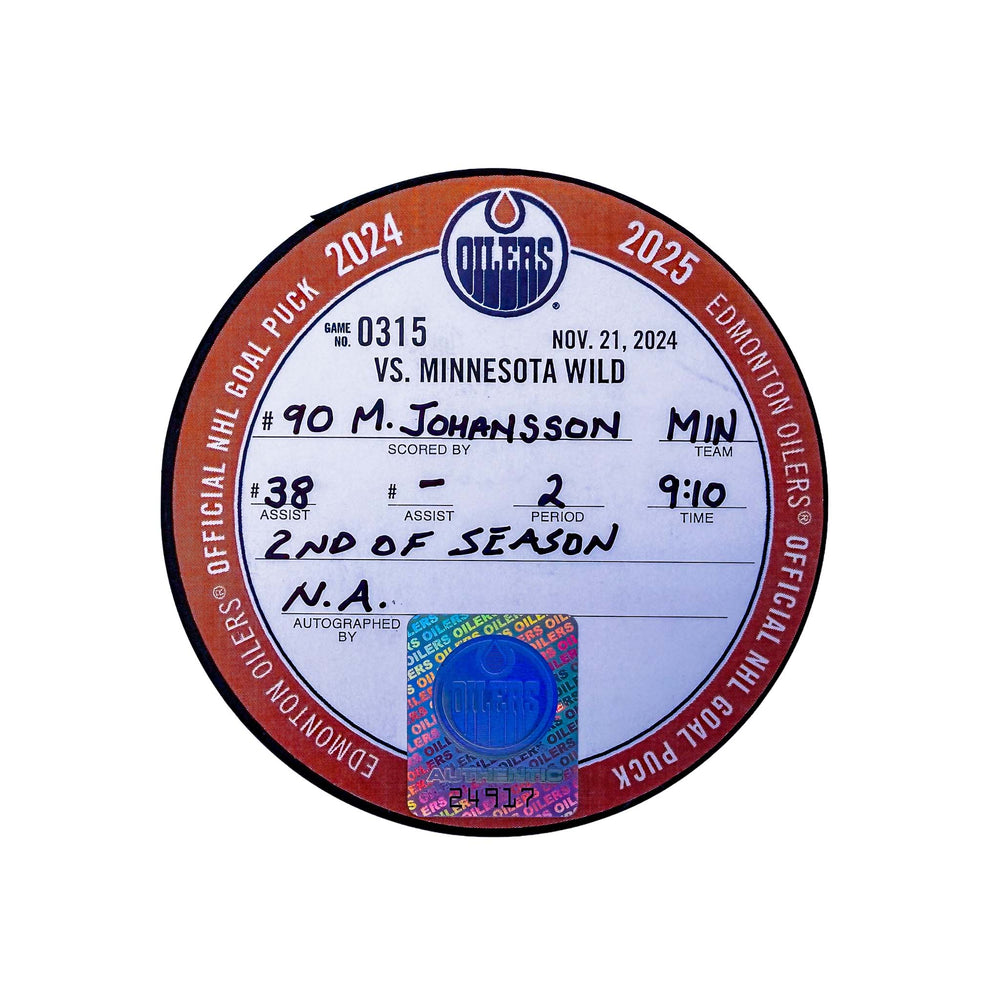 EDMONTON OILERS® OFFICIAL NHL GOAL PUCK 2024
2025 EDMONTON OILERS® OFFICIAL NHL GOAL PUCK
OILERS®
GAME NO. 0315
NOV. 21, 2024
VS. MINNESOTA WILD
# 90 M. JOHANSSON MIN
SCORED BY TEAM
# 38 # – 2 9:10
ASSIST ASSIST PERIOD TIME
2ND OF SEASON
N.A.
AUTOGRAPHED
BY
OILERS
AUTHENTIC
24917